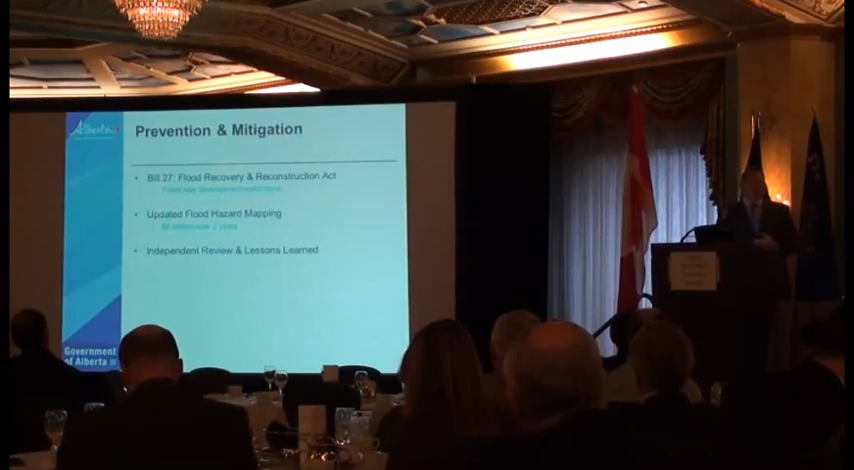 Alberta
Prevention & Mitigation
• Bill 27: Flood Recovery & Reconstruction Act
• Updated Flood Hazard Mapping
• Independent Review & Lessons Learned
Government
of Alberta